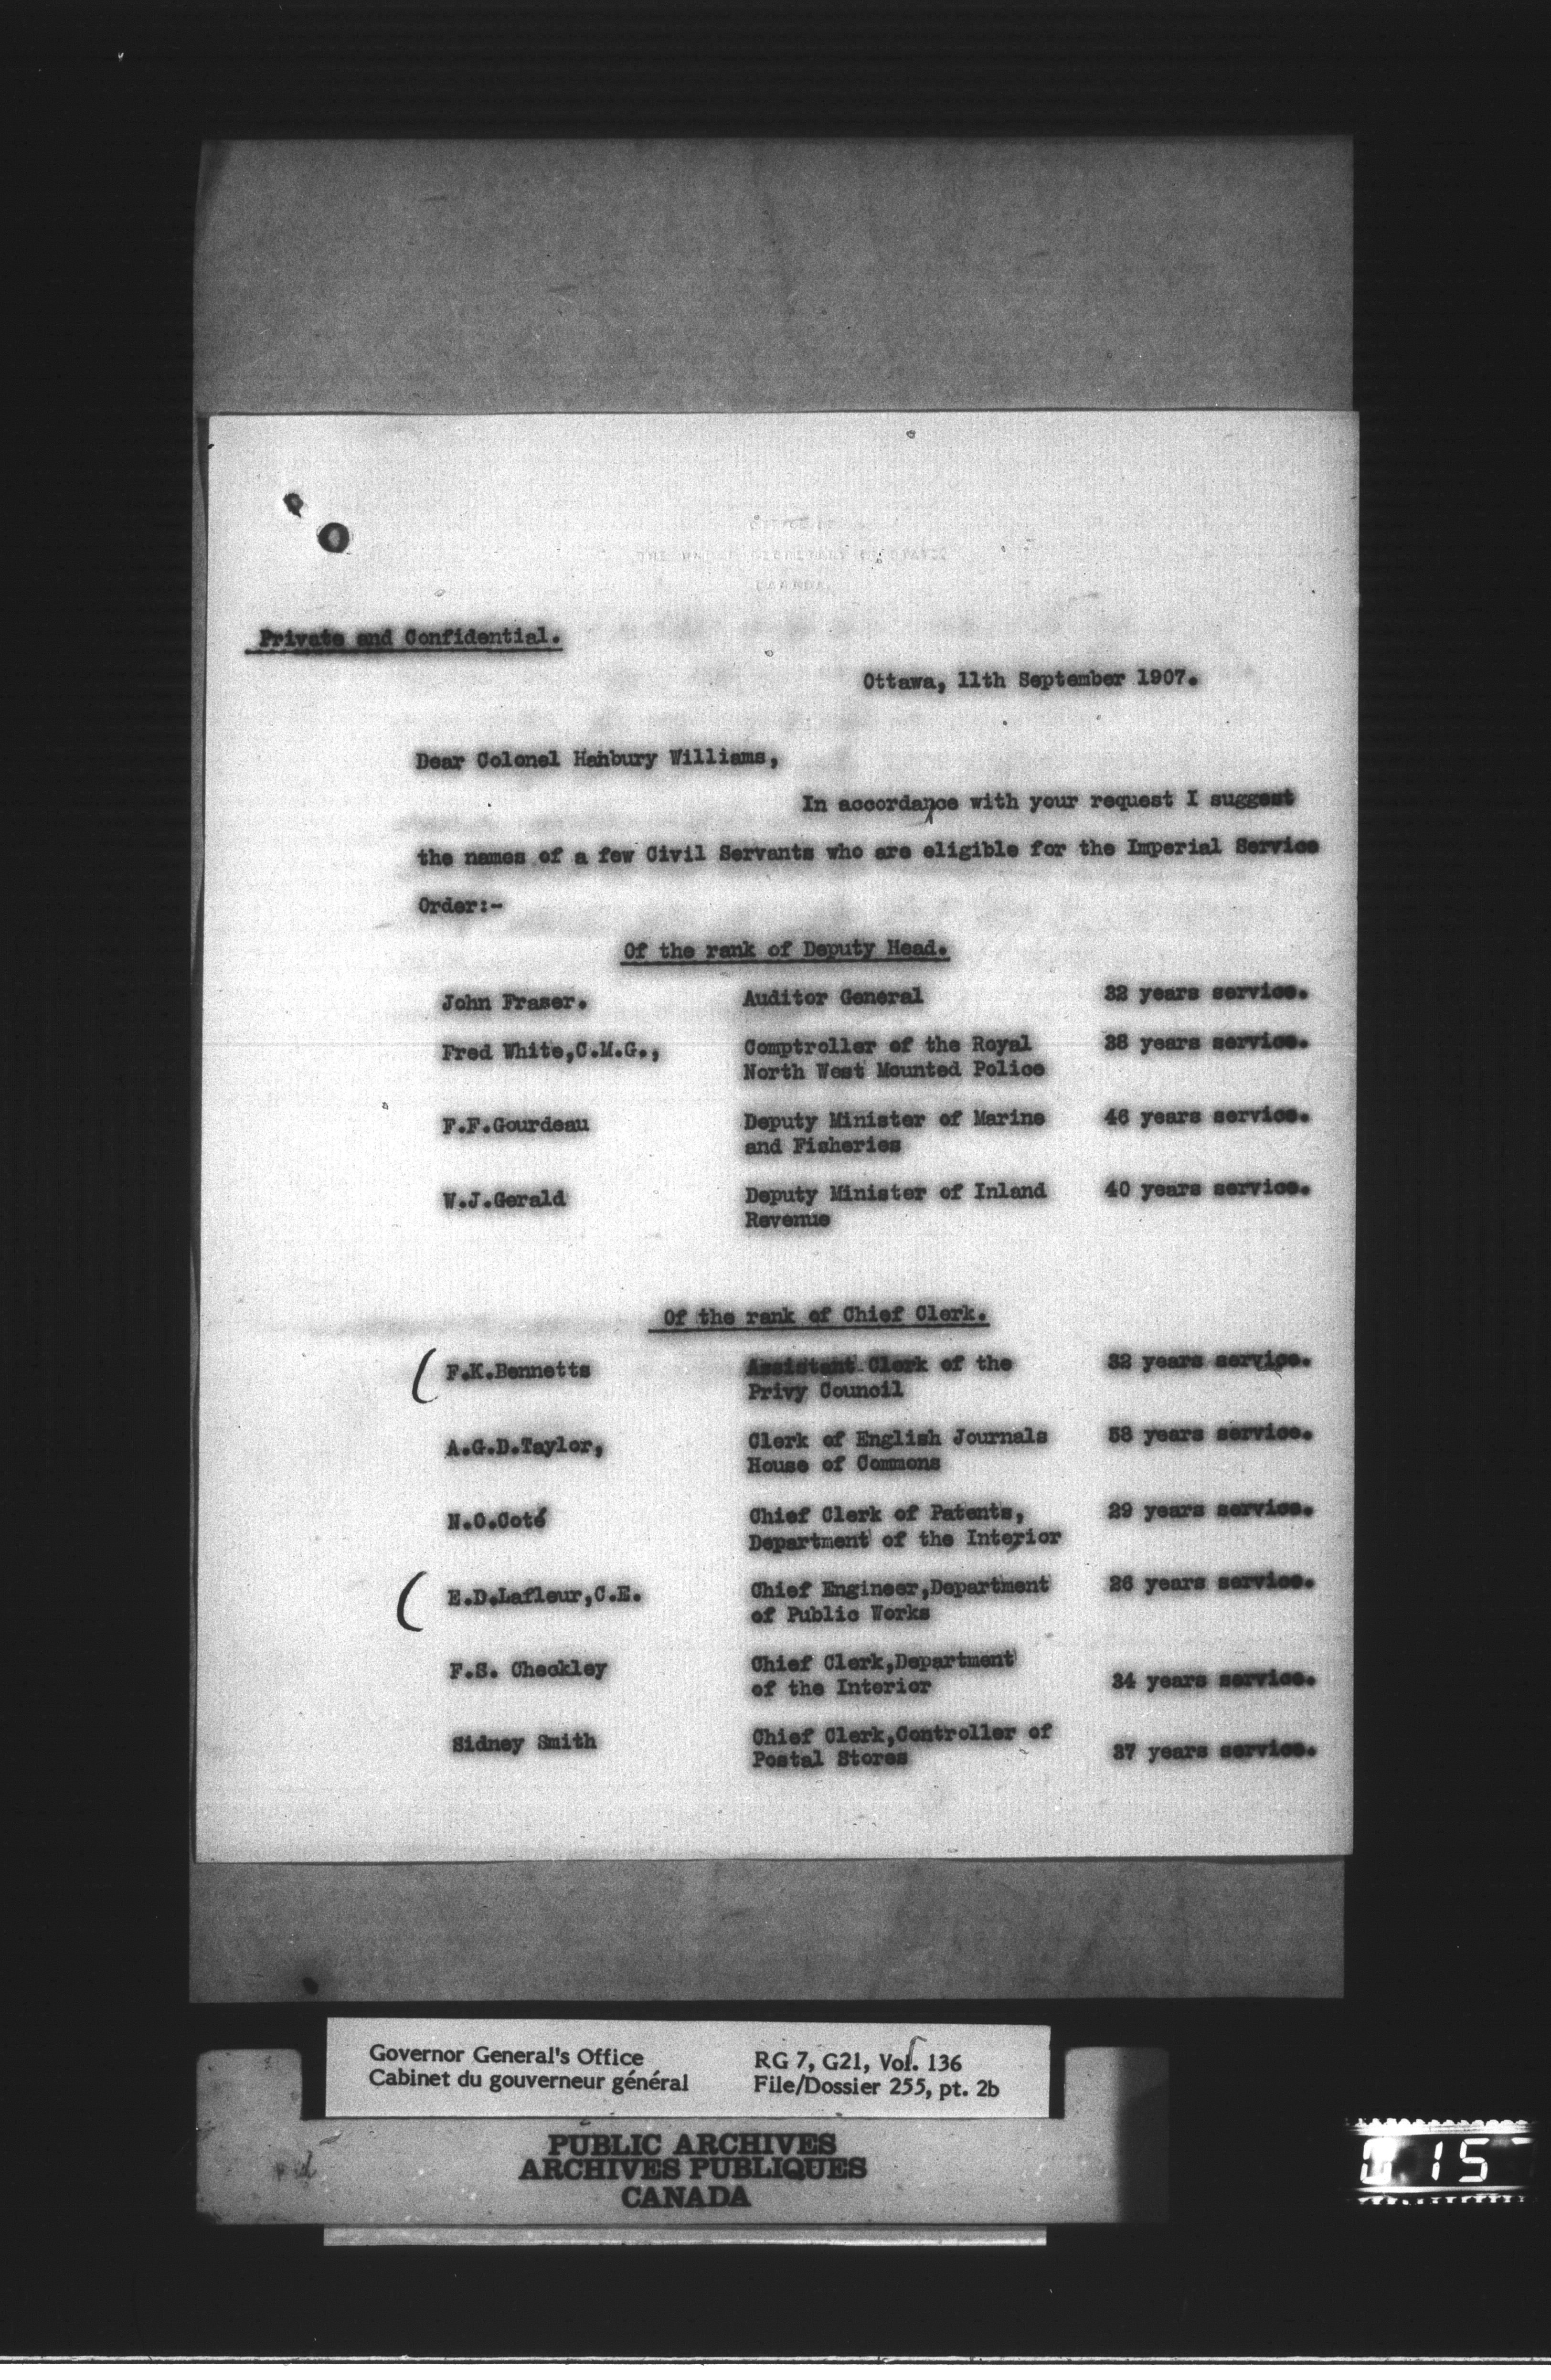 THE UNDER SECRETARY OF STATE
CANADA
Private and Confidential.
Ottawa, 11th September 1907.
Dear Colonel Hanbury Williams,
In accordance with your request I suggest
the names of a few Civil Servants who are eligible for the Imperial Service
Order:-
Of the rank of Deputy Head.
John Fraser. Auditor General 32 years service.
Fred White,C.M.G., Comptroller of the Royal 38 years service.
North West Mounted Police
F.F.Gourdeau Deputy Minister of Marine 46 years service.
and Fisheries
W.J.Gerald Deputy Minister of Inland 40 years service.
Revenue
Of the rank of Chief Clerk.
( F.K.Bennetts Assistant Clerk of the 32 years service.
Privy Council
A.G.D.Taylor, Clerk of English Journals 38 years service.
House of Commons
N.O.Coté Chief Clerk of Patents, 29 years service.
Department of the Interior
( E.D.Lafleur,C.E. Chief Engineer,Department 26 years service.
of Public Works
F.S. Checkley Chief Clerk,Department
of the Interior 34 years service.
Sidney Smith Chief Clerk,Controller of
Postal Stores 37 years service.
Governor General's Office RG 7, G21, Vol. 136
Cabinet du gouverneur général File/Dossier 255, pt. 2b
PUBLIC ARCHIVES
ARCHIVES PUBLIQUES
CANADA
15